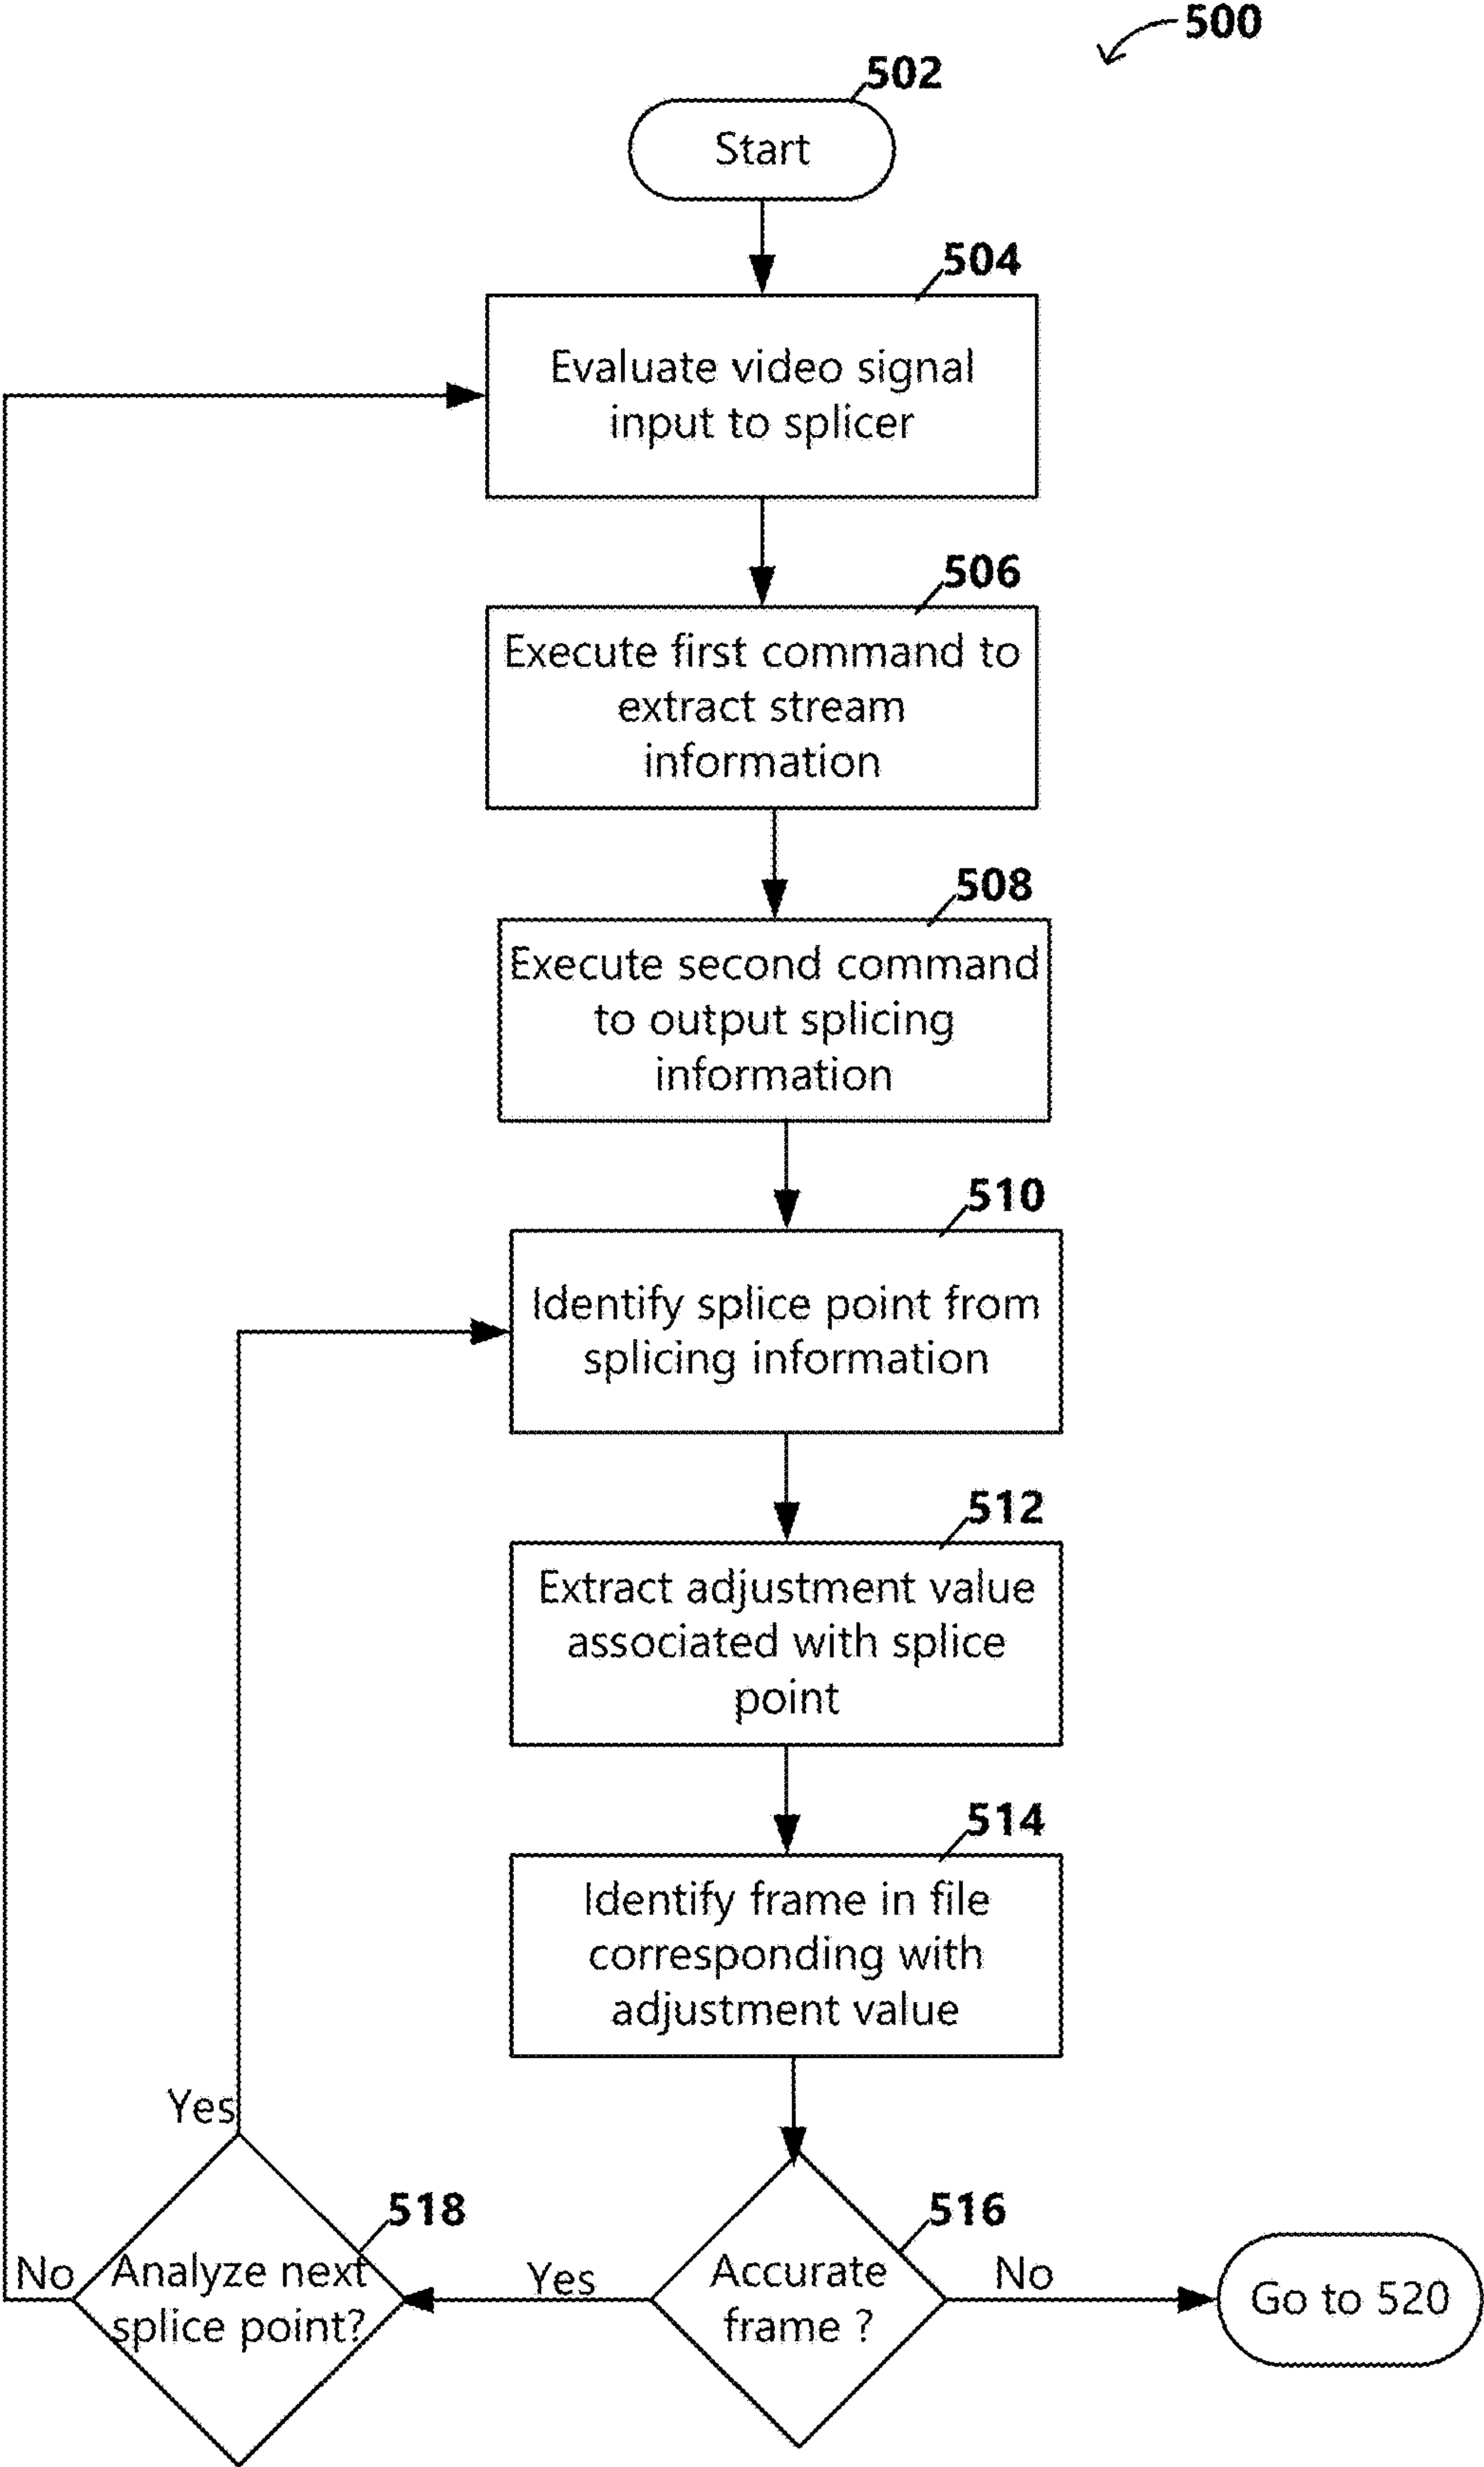 500
502
Start
504
Evaluate video signal
input to splicer
506
Execute first command to
extract stream
information
508
Execute second command
to output splicing
information
510
Identify splice point from
splicing information
512
Extract adjustment value
associated with splice
point
514
Identify frame in file
corresponding with
adjustment value
Yes
518
516
No
Analyze next
splice point?
Yes
Accurate
frame ?
No
Go to 520